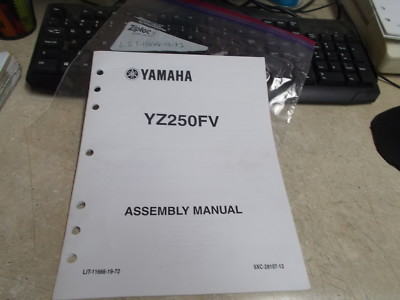 Ziploc
YAMAHA
YZ250FV
ASSEMBLY MANUAL
LIT-11666-19-72
5XC-28107-13